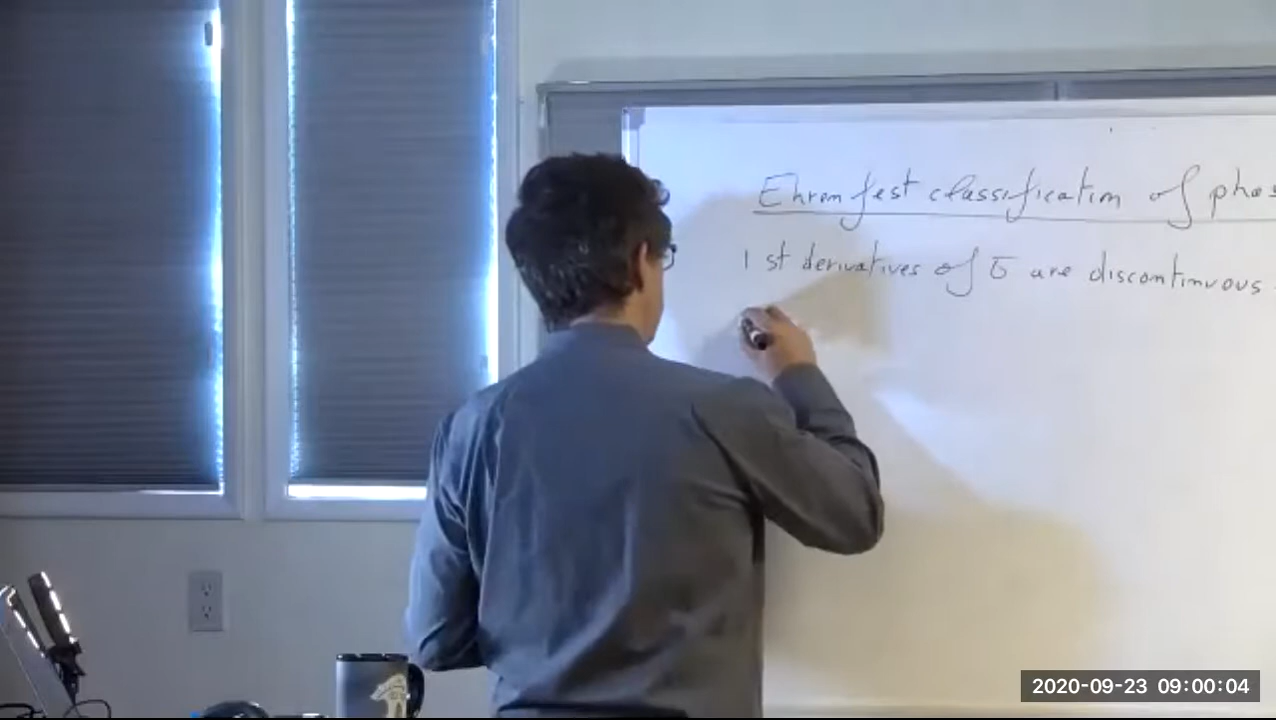 Ehrenfest classification of phas
1 st derivatives of G are discontinuous
2020-09-23 09:00:04